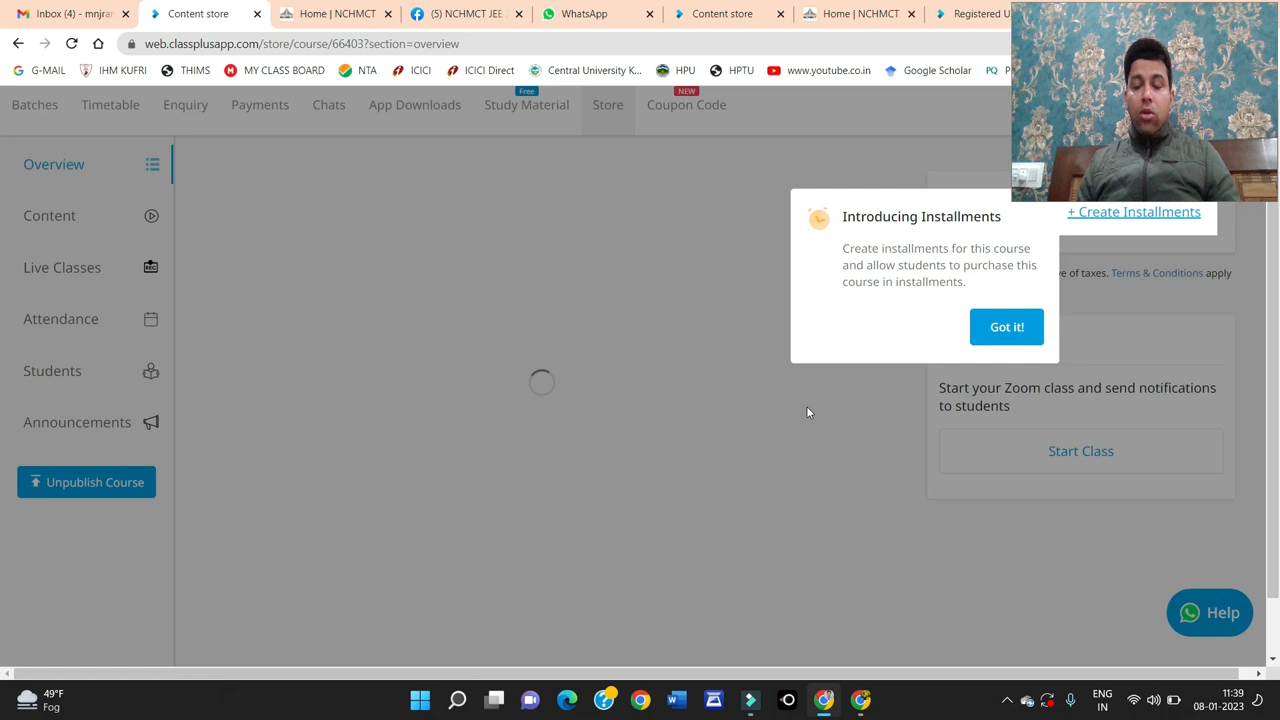 Inbox (4) - mnjrar
Content store
Home | NCHMCT
(5) NCHMCT JEE 2
WhatsApp
Content store
Home | NCHMCT
Registered U
web.classplusapp.com/store/course/66403?section=overview
G-MAIL
IHM KUFRI
THIMS
MY CLASS BOARD
NTA
ICICI
ICICI Direct
Central University K...
HPU
HPTU
www.youtube.co.in
Google Scholar
PQ
Batches
Timetable
Enquiry
Payments
Chats
App Downloads
Free
Study Material
Store
NEW
Coupon Code
Overview
Content
Live Classes
REC
Attendance
Students
Announcements
Unpublish Course
Introducing Installments
Create installments for this course
and allow students to purchase this
course in installments.
Got it!
+ Create Installments
ve of taxes. Terms & Conditions apply
Start your Zoom class and send notifications
to students
Start Class
Help
49°F
Fog
ENG
IN
11:39
08-01-2023